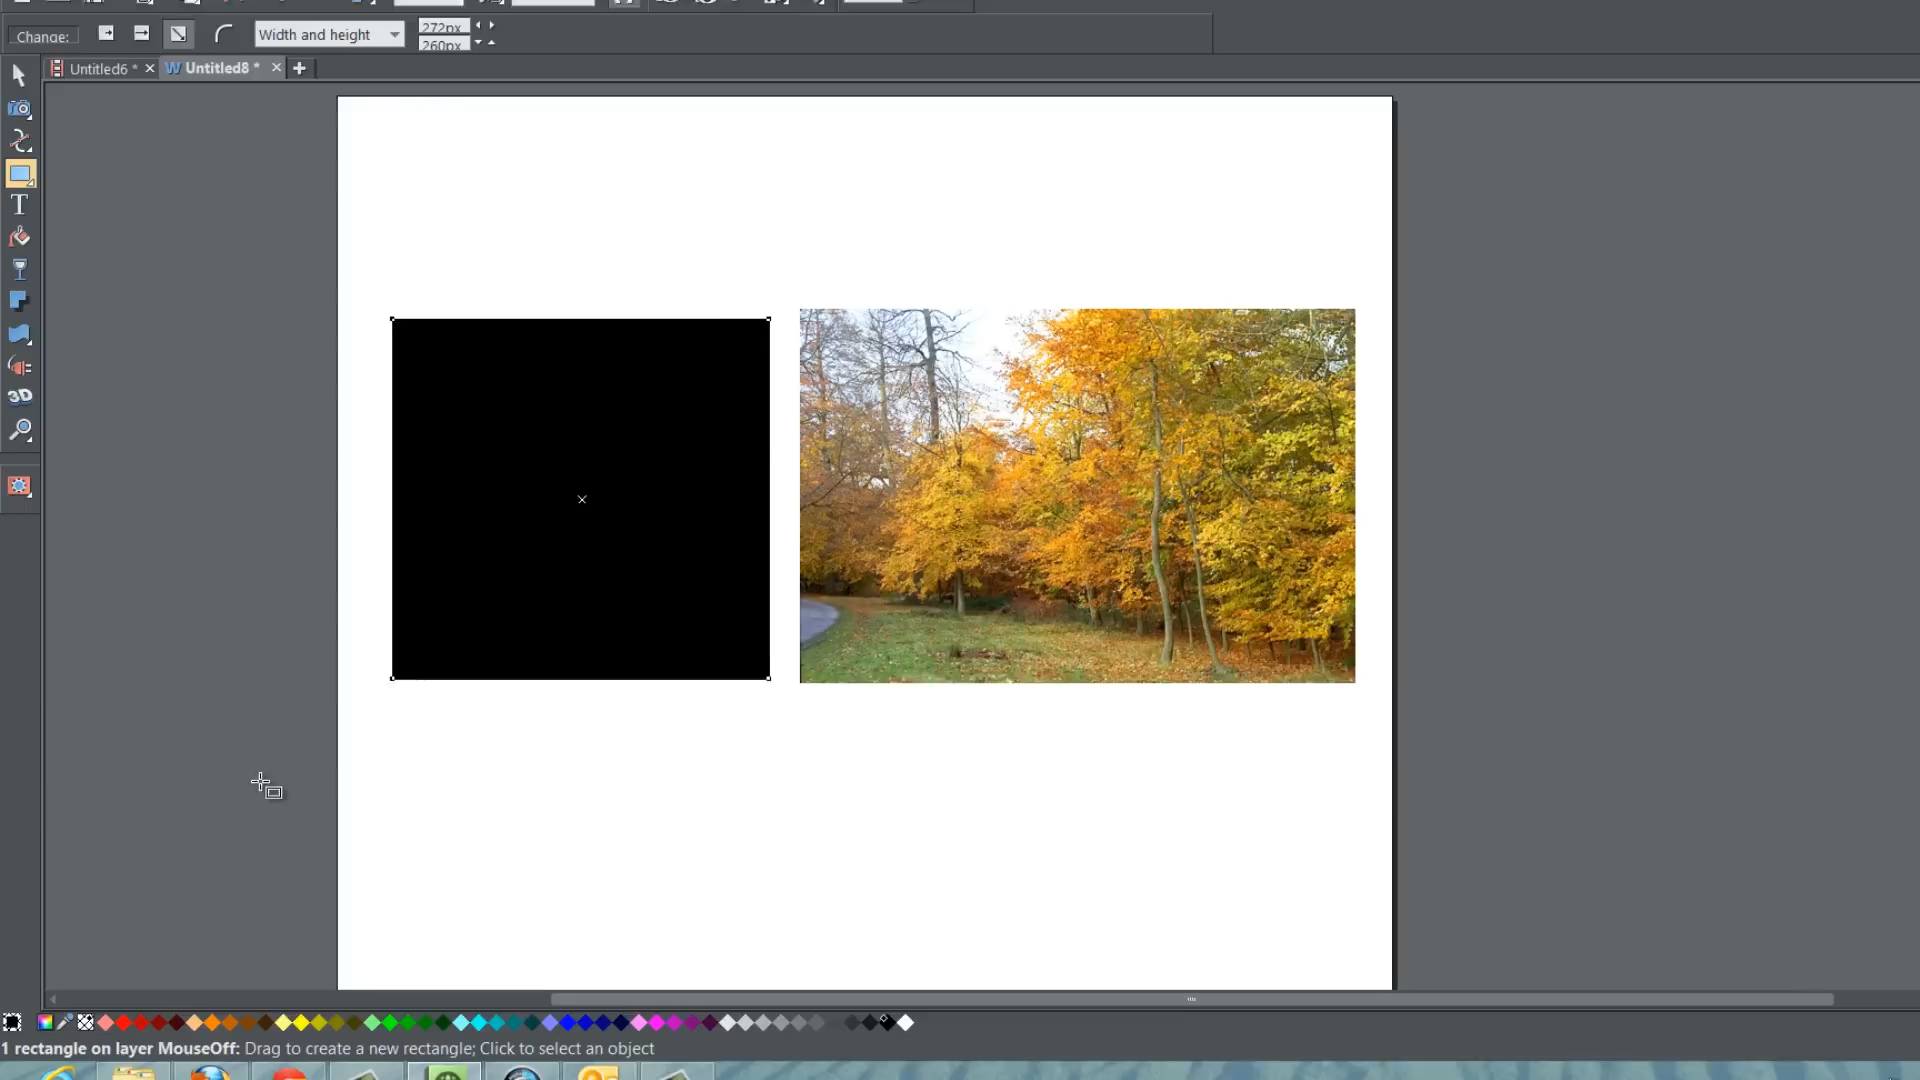 Change:
Width and height
272px
260px
Untitled6 *
W Untitled8 *
T
3D
1 rectangle on layer MouseOff: Drag to create a new rectangle; Click to select an object